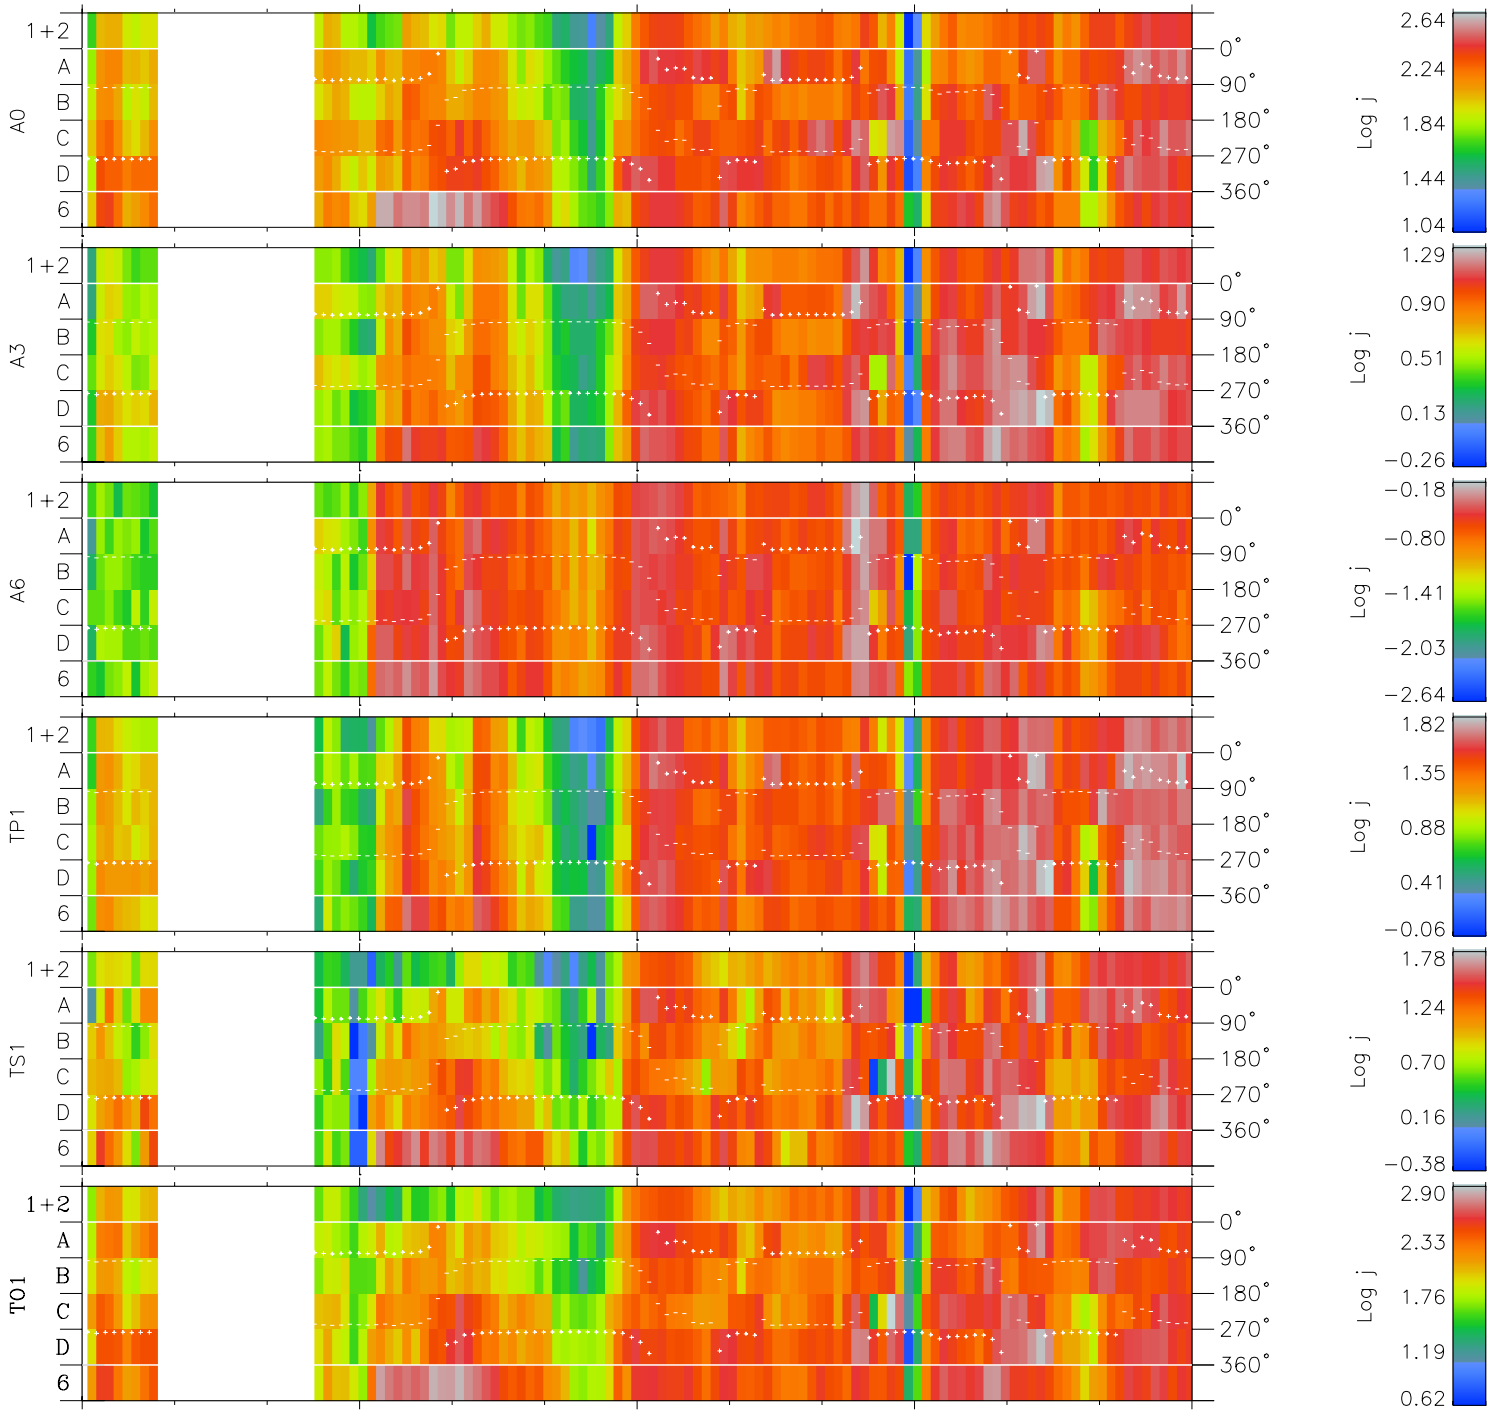 1+2
A
B
C
D
6
A0
0°
90°
180°
270°
360°
Log j
2.64
2.24
1.84
1.44
1.04
1+2
A
B
C
D
6
A3
0°
90°
180°
270°
360°
Log j
1.29
0.90
0.51
0.13
−0.26
1+2
A
B
C
D
6
A6
0°
90°
180°
270°
360°
Log j
−0.18
−0.80
−1.41
−2.03
−2.64
1+2
A
B
C
D
6
TP1
0°
90°
180°
270°
360°
Log j
1.82
1.35
0.88
0.41
−0.06
1+2
A
B
C
D
6
TS1
0°
90°
180°
270°
360°
Log j
1.78
1.24
0.70
0.16
−0.38
1+2
A
B
C
D
6
TO1
0°
90°
180°
270°
360°
Log j
2.90
2.33
1.76
1.19
0.62